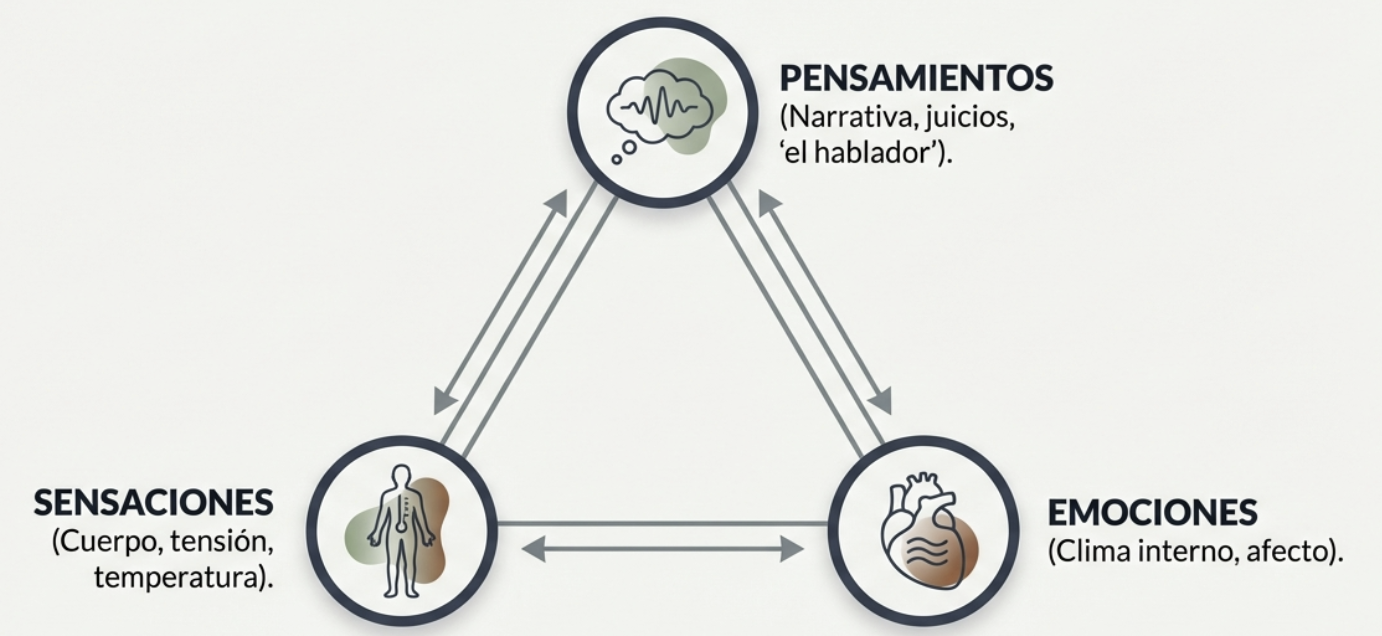 PENSAMIENTOS
(Narrativa, juicios,
‘el hablador’).
SENSACIONES
(Cuerpo, tensión,
temperatura).
EMOCIONES
(Clima interno, afecto).